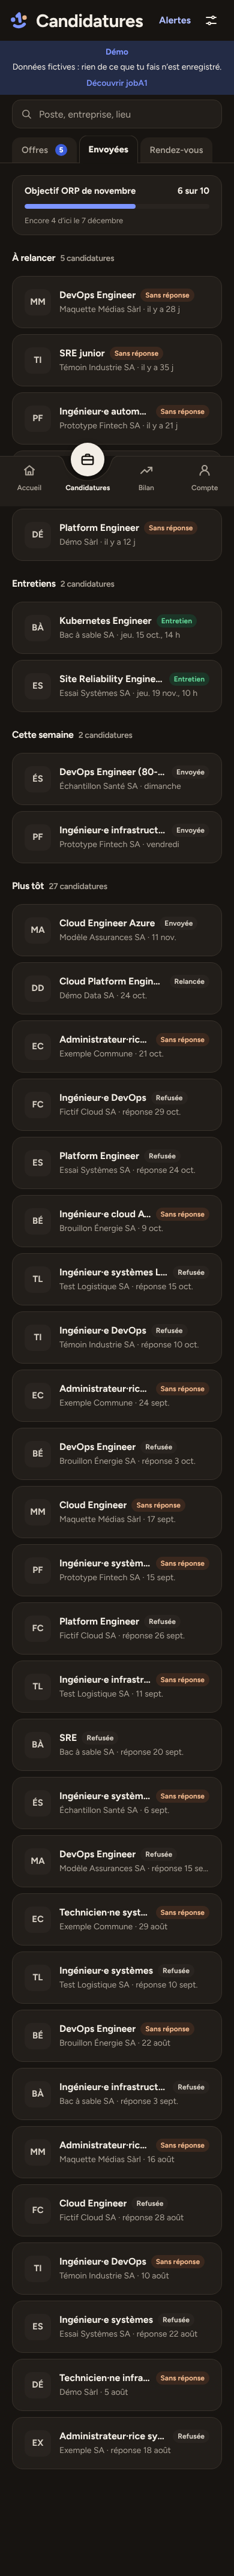 Candidatures
Alertes
Démo
Données fictives : rien de ce que tu fais n'est enregistré.
Découvrir jobA1
Poste, entreprise, lieu
Offres 5
Envoyées
Rendez-vous
Objectif ORP de novembre 6 sur 10
Encore 4 d'ici le 7 décembre
À relancer 5 candidatures
MM
DevOps Engineer Sans réponse
Maquette Médias Sàrl · il y a 28 j
TI
SRE junior Sans réponse
Témoin Industrie SA · il y a 35 j
PF
Ingénieur·e autom... Sans réponse
Prototype Fintech SA · il y a 21 j
Accueil
Candidatures
Bilan
Compte
DÉ
Platform Engineer Sans réponse
Démo Sàrl · il y a 12 j
Entretiens 2 candidatures
BÀ
Kubernetes Engineer Entretien
Bac à sable SA · jeu. 15 oct., 14 h
ES
Site Reliability Engine... Entretien
Essai Systèmes SA · jeu. 19 nov., 10 h
Cette semaine 2 candidatures
ÉS
DevOps Engineer (80-... Envoyée
Échantillon Santé SA · dimanche
PF
Ingénieur·e infrastruct... Envoyée
Prototype Fintech SA · vendredi
Plus tôt 27 candidatures
MA
Cloud Engineer Azure Envoyée
Modèle Assurances SA · 11 nov.
DD
Cloud Platform Engin... Relancée
Démo Data SA · 24 oct.
EC
Administrateur·ric... Sans réponse
Exemple Commune · 21 oct.
FC
Ingénieur·e DevOps Refusée
Fictif Cloud SA · réponse 29 oct.
ES
Platform Engineer Refusée
Essai Systèmes SA · réponse 24 oct.
BÉ
Ingénieur·e cloud A... Sans réponse
Brouillon Énergie SA · 9 oct.
TL
Ingénieur·e systèmes L... Refusée
Test Logistique SA · réponse 15 oct.
TI
Ingénieur·e DevOps Refusée
Témoin Industrie SA · réponse 10 oct.
EC
Administrateur·ric... Sans réponse
Exemple Commune · 24 sept.
BÉ
DevOps Engineer Refusée
Brouillon Énergie SA · réponse 3 oct.
MM
Cloud Engineer Sans réponse
Maquette Médias Sàrl · 17 sept.
PF
Ingénieur·e systèm... Sans réponse
Prototype Fintech SA · 15 sept.
FC
Platform Engineer Refusée
Fictif Cloud SA · réponse 26 sept.
TL
Ingénieur·e infrastr... Sans réponse
Test Logistique SA · 11 sept.
BÀ
SRE Refusée
Bac à sable SA · réponse 20 sept.
ÉS
Ingénieur·e systèm... Sans réponse
Échantillon Santé SA · 6 sept.
MA
DevOps Engineer Refusée
Modèle Assurances SA · réponse 15 se...
EC
Technicien·ne syst... Sans réponse
Exemple Commune · 29 août
TL
Ingénieur·e systèmes Refusée
Test Logistique SA · réponse 10 sept.
BÉ
DevOps Engineer Sans réponse
Brouillon Énergie SA · 22 août
BÀ
Ingénieur·e infrastruct... Refusée
Bac à sable SA · réponse 3 sept.
MM
Administrateur·ric... Sans réponse
Maquette Médias Sàrl · 16 août
FC
Cloud Engineer Refusée
Fictif Cloud SA · réponse 28 août
TI
Ingénieur·e DevOps Sans réponse
Témoin Industrie SA · 10 août
ES
Ingénieur·e systèmes Refusée
Essai Systèmes SA · réponse 22 août
DÉ
Technicien·ne infra... Sans réponse
Démo Sàrl · 5 août
EX
Administrateur·rice sy... Refusée
Exemple SA · réponse 18 août